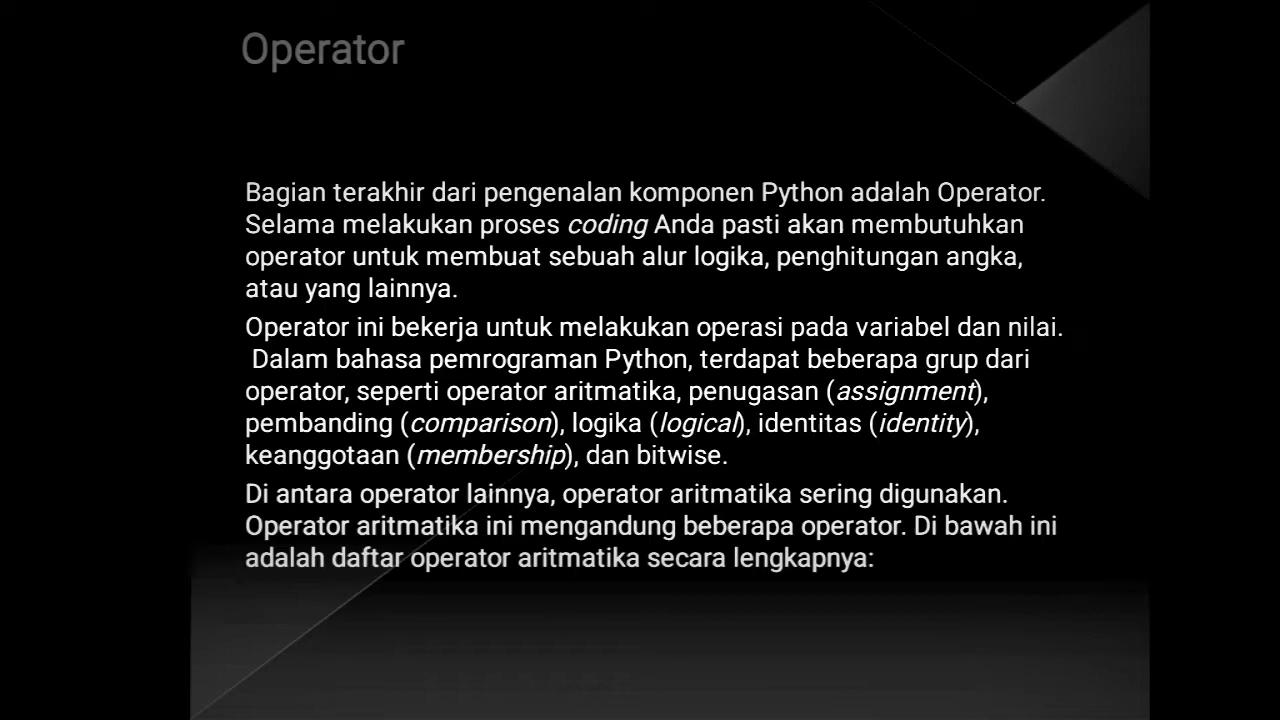 Operator
Bagian terakhir dari pengenalan komponen Python adalah Operator.
Selama melakukan proses coding Anda pasti akan membutuhkan
operator untuk membuat sebuah alur logika, penghitungan angka,
atau yang lainnya.
Operator ini bekerja untuk melakukan operasi pada variabel dan nilai.
Dalam bahasa pemrograman Python, terdapat beberapa grup dari
operator, seperti operator aritmatika, penugasan (assignment),
pembanding (comparison), logika (logical), identitas (identity),
keanggotaan (membership), dan bitwise.
Di antara operator lainnya, operator aritmatika sering digunakan.
Operator aritmatika ini mengandung beberapa operator. Di bawah ini
adalah daftar operator aritmatika secara lengkapnya: